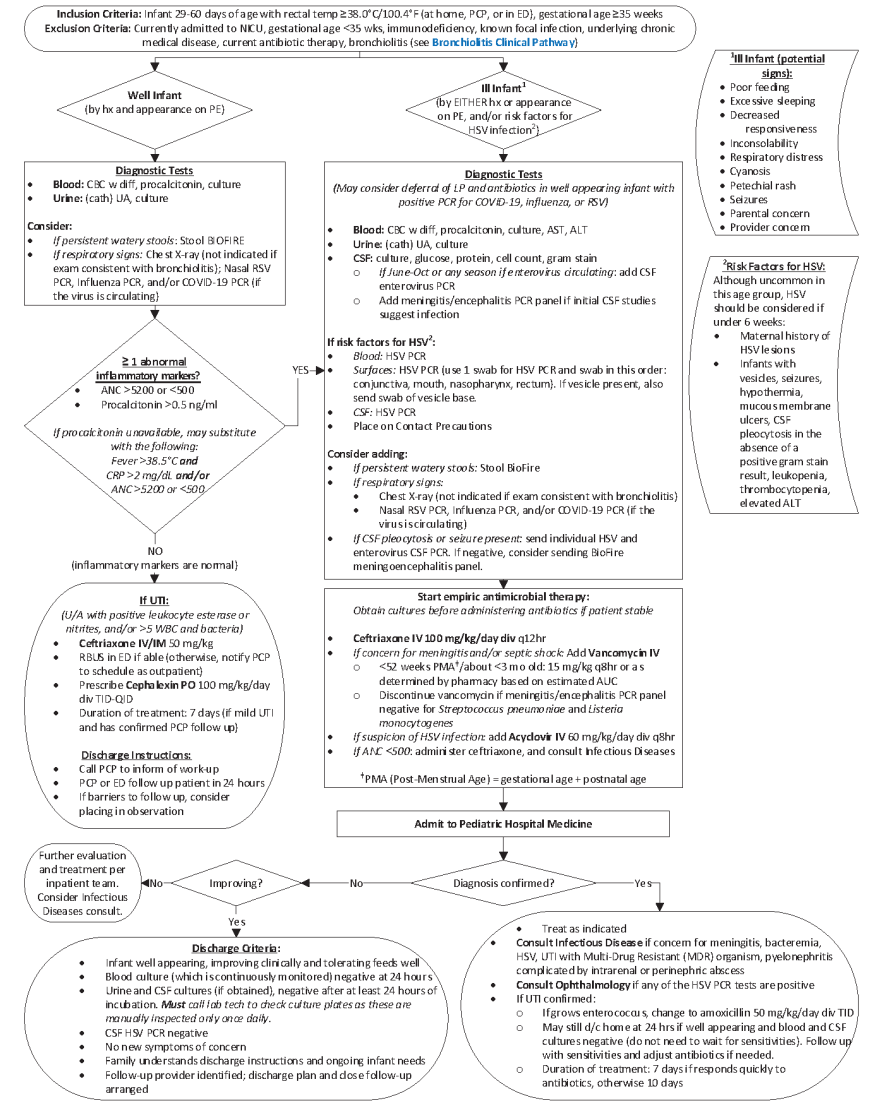 Inclusion Criteria: Infant 29-60 days of age with rectal temp ≥38.0°C/100.4°F (at home, PCP, or in ED), gestational age ≥35 weeks
Exclusion Criteria: Currently admitted to NICU, gestational age <35 wks, immunodeficiency, known focal infection, underlying chronic
medical disease, current antibiotic therapy, bronchiolitis (see Bronchiolitis Clinical Pathway)
Well Infant
(by hx and appearance on PE)
Ill Infant¹
(by EITHER hx or appearance
on PE, and/or risk factors for
HSV infection²)
¹Ill Infant (potential
signs):
• Poor feeding
• Excessive sleeping
• Decreased
responsiveness
• Inconsolability
• Respiratory distress
• Cyanosis
• Petechial rash
• Seizures
• Parental concern
• Provider concern
Diagnostic Tests
• Blood: CBC w diff, procalcitonin, culture
• Urine: (cath) UA, culture
Consider:
• If persistent watery stools: Stool BIOFIRE
• If respiratory signs: Chest X-ray (not indicated if
exam consistent with bronchiolitis); Nasal RSV
PCR, Influenza PCR, and/or COVID-19 PCR (if
the virus is circulating)
≥ 1 abnormal
inflammatory markers?
• ANC >5200 or <500
• Procalcitonin >0.5 ng/ml
If procalcitonin unavailable, may substitute
with the following:
Fever >38.5°C and
CRP >2 mg/dL and/or
ANC >5200 or <500
YES
NO
(inflammatory markers are normal)
Diagnostic Tests
(May consider deferral of LP and antibiotics in well appearing infant with
positive PCR for COVID-19, influenza, or RSV)
• Blood: CBC w diff, procalcitonin, culture, AST, ALT
• Urine: (cath) UA, culture
• CSF: culture, glucose, protein, cell count, gram stain
○ If June-Oct or any season if enterovirus circulating: add CSF
enterovirus PCR
○ Add meningitis/encephalitis PCR panel if initial CSF studies
suggest infection
If risk factors for HSV²:
• Blood: HSV PCR
• Surfaces: HSV PCR (use 1 swab for HSV PCR and swab in this order:
conjunctiva, mouth, nasopharynx, rectum). If vesicle present, also
send swab of vesicle base.
• CSF: HSV PCR
• Place on Contact Precautions
Consider adding:
• If persistent watery stools: Stool BioFire
• If respiratory signs:
• Chest X-ray (not indicated if exam consistent with bronchiolitis)
• Nasal RSV PCR, Influenza PCR, and/or COVID-19 PCR (if the
virus is circulating)
• If CSF pleocytosis or seizure present: send individual HSV and
enterovirus CSF PCR. If negative, consider sending BioFire
meningoencephalitis panel.
²Risk Factors for HSV:
Although uncommon in
this age group, HSV
should be considered if
under 6 weeks:
• Maternal history of
HSV lesions
• Infants with
vesicles, seizures,
hypothermia,
mucous membrane
ulcers, CSF
pleocytosis in the
absence of a
positive gram stain
result, leukopenia,
thrombocytopenia,
elevated ALT
If UTI:
(U/A with positive leukocyte esterase or
nitrites, and/or >5 WBC and bacteria)
• Ceftriaxone IV/IM 50 mg/kg
• RBUS in ED if able (otherwise, notify PCP
to schedule as outpatient)
• Prescribe Cephalexin PO 100 mg/kg/day
div TID-QID
• Duration of treatment: 7 days (if mild UTI
and has confirmed PCP follow up)
Discharge Instructions:
• Call PCP to inform of work-up
• PCP or ED follow up patient in 24 hours
• If barriers to follow up, consider
placing in observation
Start empiric antimicrobial therapy:
Obtain cultures before administering antibiotics if patient stable
• Ceftriaxone IV 100 mg/kg/day div q12hr
• If concern for meningitis and/or septic shock: Add Vancomycin IV
○ <52 weeks PMA†/about <3 mo old: 15 mg/kg q8hr or as
determined by pharmacy based on estimated AUC
○ Discontinue vancomycin if meningitis/encephalitis PCR panel
negative for Streptococcus pneumoniae and Listeria
monocytogenes
• If suspicion of HSV infection: add Acyclovir IV 60 mg/kg/day div q8hr
• If ANC <500: administer ceftriaxone, and consult Infectious Diseases
†PMA (Post-Menstrual Age) = gestational age + postnatal age
Admit to Pediatric Hospital Medicine
Further evaluation
and treatment per
inpatient team.
Consider Infectious
Diseases consult.
No
Improving?
No
Diagnosis confirmed?
Yes
Yes
Discharge Criteria:
• Infant well appearing, improving clinically and tolerating feeds well
• Blood culture (which is continuously monitored) negative at 24 hours
• Urine and CSF cultures (if obtained), negative after at least 24 hours of
incubation. Must call lab tech to check culture plates as these are
manually inspected only once daily.
• CSF HSV PCR negative
• No new symptoms of concern
• Family understands discharge instructions and ongoing infant needs
• Follow-up provider identified; discharge plan and close follow-up
arranged
• Treat as indicated
• Consult Infectious Disease if concern for meningitis, bacteremia,
HSV, UTI with Multi-Drug Resistant (MDR) organism, pyelonephritis
complicated by intrarenal or perinephric abscess
• Consult Ophthalmology if any of the HSV PCR tests are positive
• If UTI confirmed:
○ If grows enterococcus, change to amoxicillin 50 mg/kg/day div TID
○ May still d/c home at 24 hrs if well appearing and blood and CSF
cultures negative (do not need to wait for sensitivities). Follow up
with sensitivities and adjust antibiotics if needed.
○ Duration of treatment: 7 days if responds quickly to
antibiotics, otherwise 10 days